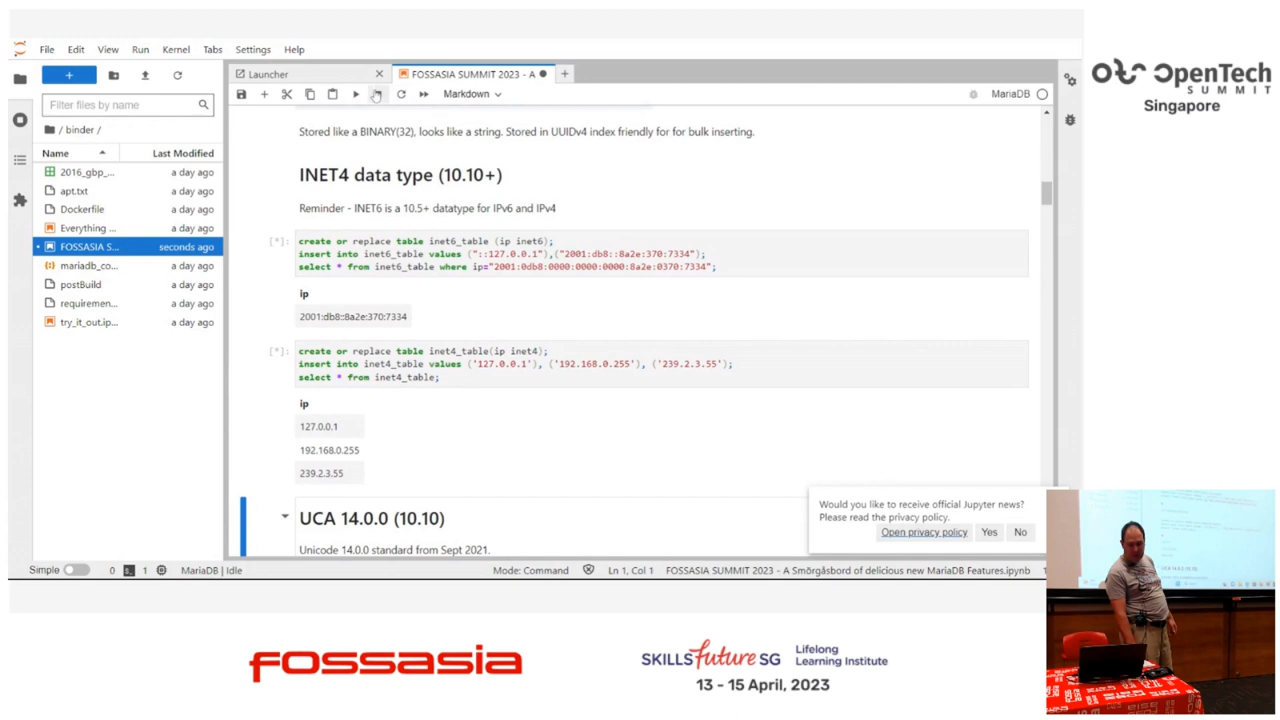 File Edit View Run Kernel Tabs Settings Help
Launcher
FOSSASIA SUMMIT 2023 - A
Filter files by name
Markdown
MariaDB
/ binder /
Name
Last Modified
2016_gbp_... a day ago
apt.txt a day ago
Dockerfile a day ago
Everything ... a day ago
FOSSASIA S... seconds ago
mariadb_co... a day ago
postBuild a day ago
requiremen... a day ago
try_it_out.ip... a day ago
Stored like a BINARY(32), looks like a string. Stored in UUIDv4 index friendly for for bulk inserting.
INET4 data type (10.10+)
Reminder - INET6 is a 10.5+ datatype for IPv6 and IPv4
[*]:
create or replace table inet6_table (ip inet6);
insert into inet6_table values ("::127.0.0.1"),("2001:db8::8a2e:370:7334");
select * from inet6_table where ip="2001:0db8:0000:0000:0000:8a2e:0370:7334";
ip
2001:db8::8a2e:370:7334
[*]:
create or replace table inet4_table(ip inet4);
insert into inet4_table values ('127.0.0.1'), ('192.168.0.255'), ('239.2.3.55');
select * from inet4_table;
ip
127.0.0.1
192.168.0.255
239.2.3.55
UCA 14.0.0 (10.10)
Unicode 14.0.0 standard from Sept 2021.
Would you like to receive official Jupyter news?
Please read the privacy policy.
Open privacy policy Yes No
Simple 0 1 MariaDB | Idle Mode: Command Ln 1, Col 1 FOSSASIA SUMMIT 2023 - A Smörgåsbord of delicious new MariaDB Features.ipynb
OTS OpenTech
SUMMIT
Singapore
FOSSASIA
SKILLS future SG
Lifelong
Learning Institute
13 - 15 April, 2023